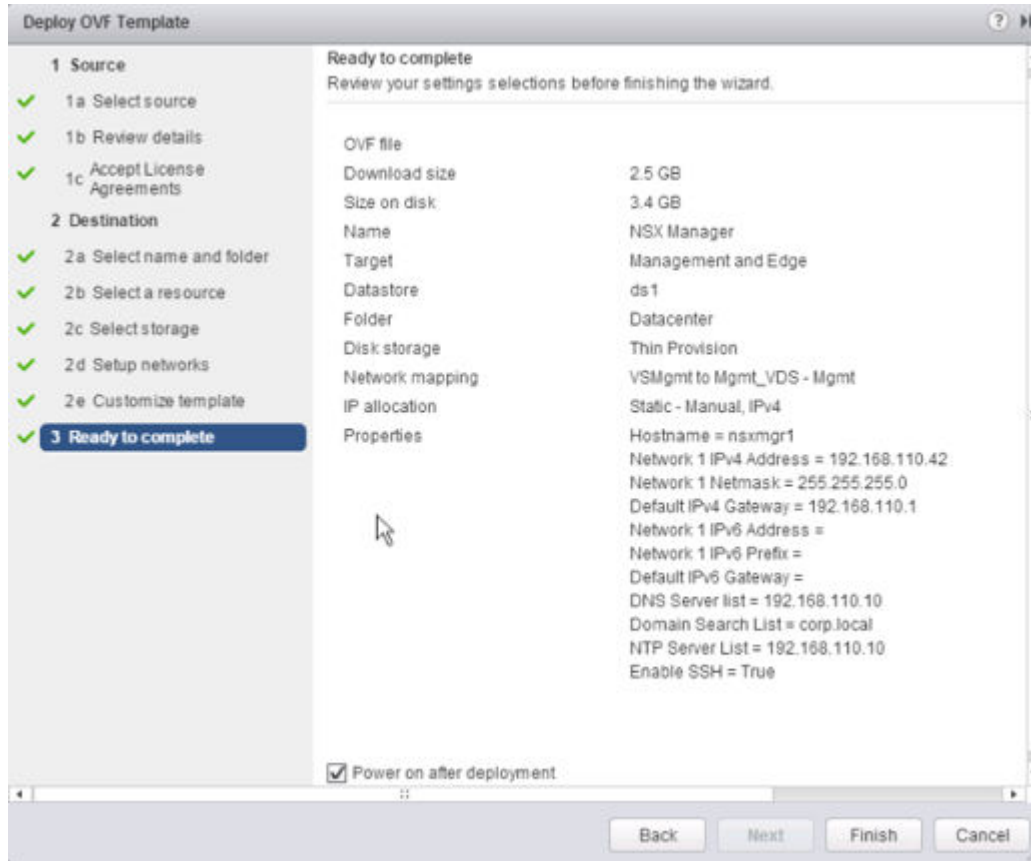 Deploy OVF Template
1 Source
1a Select source
1b Review details
1c Accept License
Agreements
2 Destination
2a Select name and folder
2b Select a resource
2c Select storage
2d Setup networks
2e Customize template
3 Ready to complete
Ready to complete
Review your settings selections before finishing the wizard.
OVF file
Download size 2.5 GB
Size on disk 3.4 GB
Name NSX Manager
Target Management and Edge
Datastore ds1
Folder Datacenter
Disk storage Thin Provision
Network mapping VSMgmt to Mgmt_VDS - Mgmt
IP allocation Static - Manual, IPv4
Properties Hostname = nsxmgr1
Network 1 IPv4 Address = 192.168.110.42
Network 1 Netmask = 255.255.255.0
Default IPv4 Gateway = 192.168.110.1
Network 1 IPv6 Address =
Network 1 IPv6 Prefix =
Default IPv6 Gateway =
DNS Server list = 192.168.110.10
Domain Search List = corp.local
NTP Server List = 192.168.110.10
Enable SSH = True
Power on after deployment
Back Next Finish Cancel